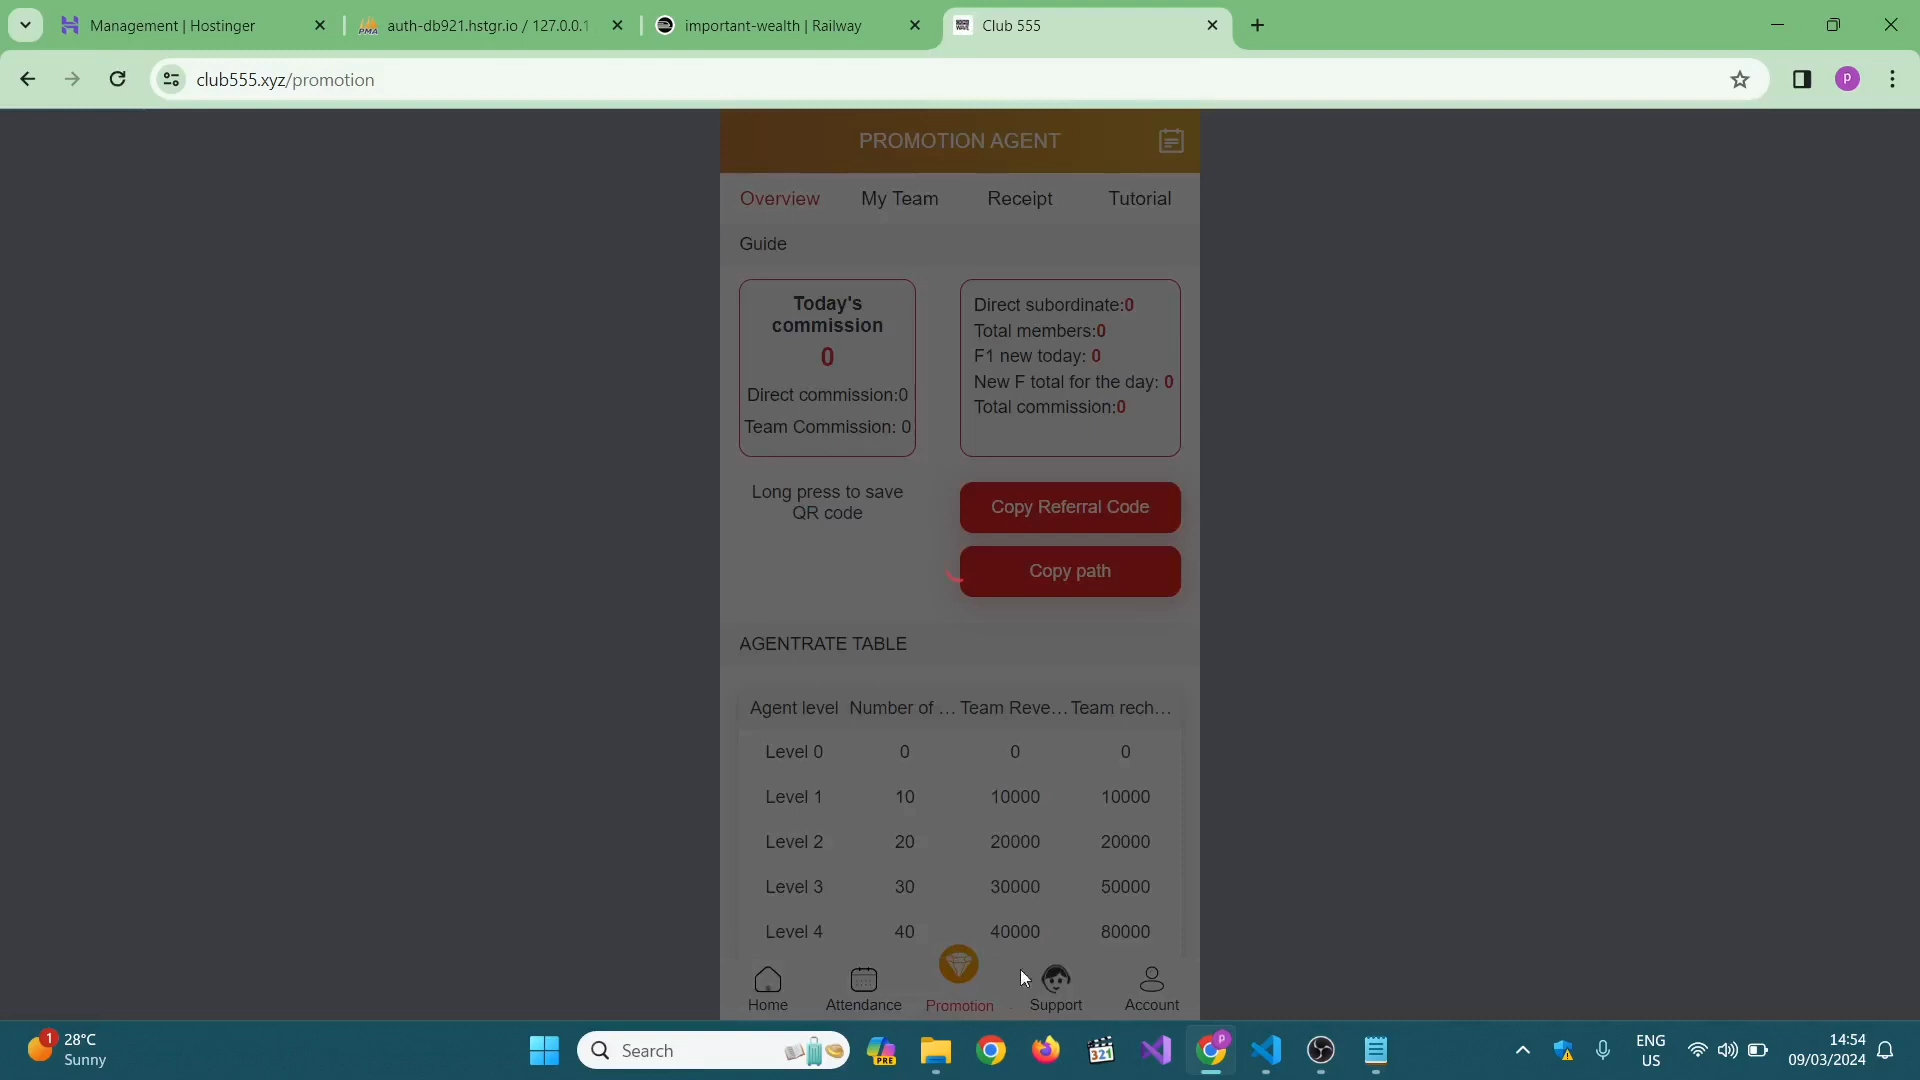 Management | Hostinger
auth-db921.hstgr.io / 127.0.0.1
important-wealth | Railway
Club 555
club555.xyz/promotion
P
PROMOTION AGENT
Overview My Team Receipt Tutorial
Guide
Today's
commission
0
Direct commission:0
Team Commission: 0
Direct subordinate:0
Total members:0
F1 new today: 0
New F total for the day: 0
Total commission:0
Long press to save
QR code
Copy Referral Code
Copy path
AGENTRATE TABLE
Agent level Number of ... Team Reve... Team rech...
Level 0 0 0 0
Level 1 10 10000 10000
Level 2 20 20000 20000
Level 3 30 30000 50000
Level 4 40 40000 80000
Home Attendance Promotion Support Account
1
28°C
Sunny
Search
PRE
321
P
ENG
US
14:54
09/03/2024